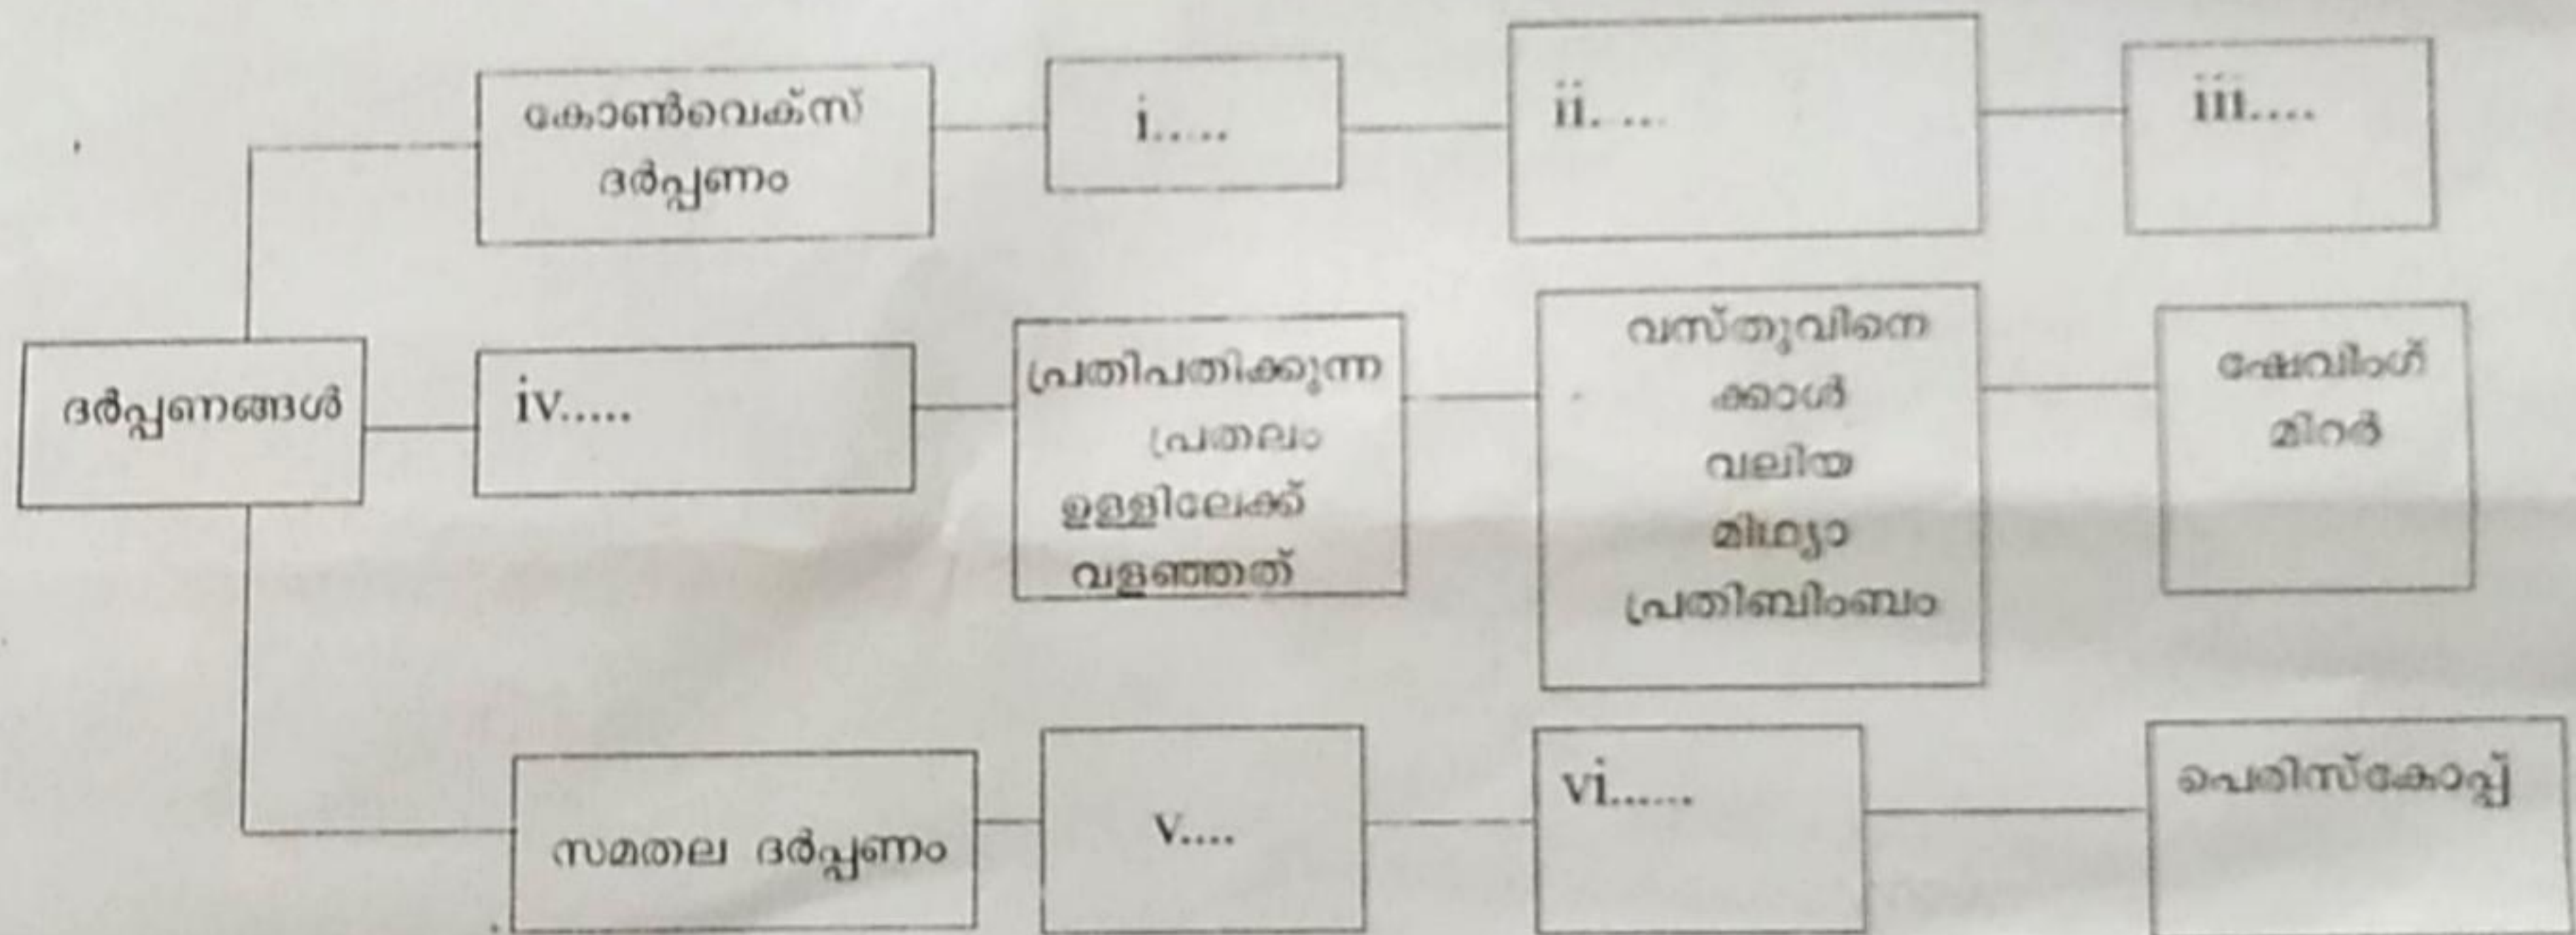 കോൺവെക്സ്
ദർപ്പണം
i.....
ii. ...
iii....
ദർപ്പണങ്ങൾ
iv.....
പ്രതിപതിക്കുന്ന
പ്രതലം
ഉള്ളിലേക്ക്
വളഞ്ഞത്
വസ്തുവിനെ
ക്കാൾ
വലിയ
മിഥ്യാ
പ്രതിബിംബം
ഷേവിംഗ്
മിറർ
സമതല ദർപ്പണം
v....
vi......
പെരിസ്കോപ്പ്